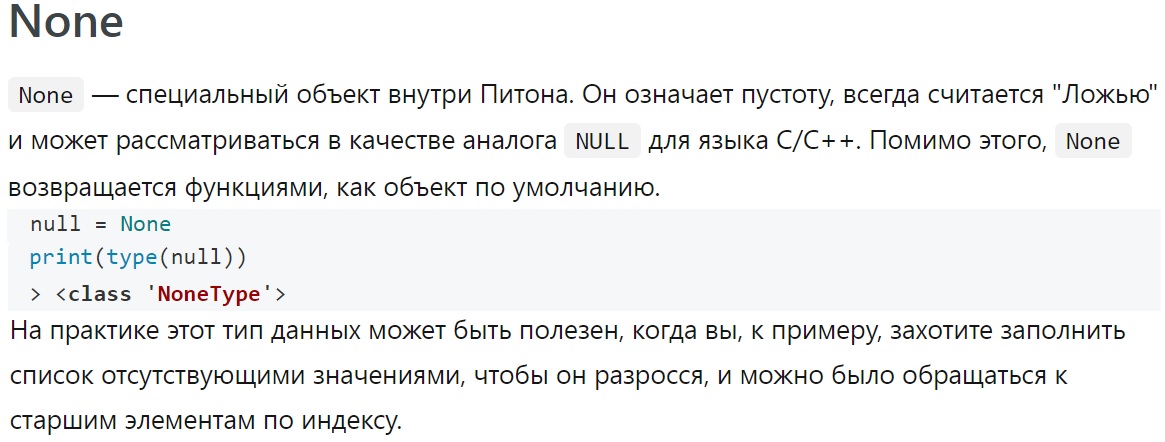 None
None — специальный объект внутри Питона. Он означает пустоту, всегда считается "Ложью"
и может рассматриваться в качестве аналога NULL для языка C/C++. Помимо этого, None
возвращается функциями, как объект по умолчанию.
null = None
print(type(null))
> <class 'NoneType'>
На практике этот тип данных может быть полезен, когда вы, к примеру, захотите заполнить
список отсутствующими значениями, чтобы он разросся, и можно было обращаться к
старшим элементам по индексу.